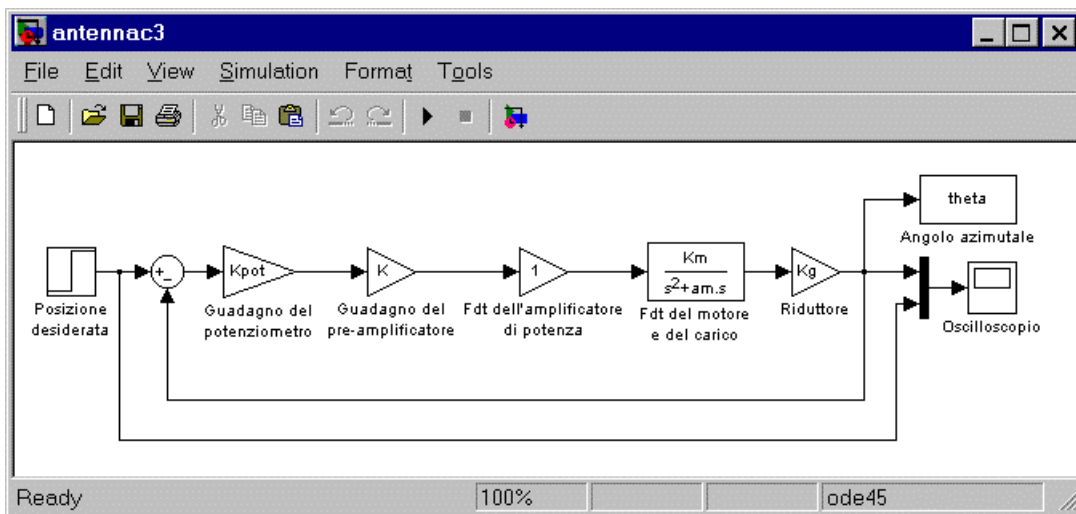 antennac3
File Edit View Simulation Format Tools
theta
Angolo azimutale
+
-
Kpot
K
1
Km
s2+am.s
Kg
Posizione
desiderata
Guadagno del
potenziometro
Guadagno del
pre-amplificatore
Fdt dell'amplificatore
di potenza
Fdt del motore
e del carico
Riduttore
Oscilloscopio
Ready 100% ode45